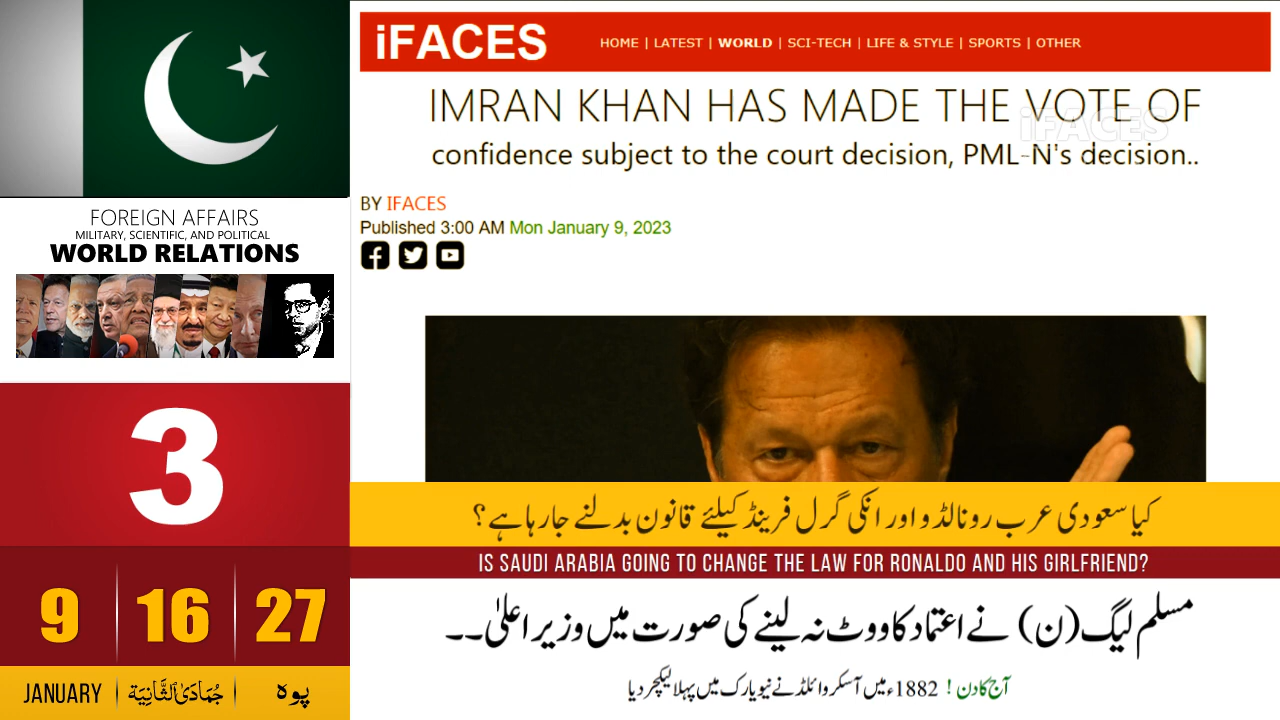 iFACES
HOME | LATEST | WORLD | SCI-TECH | LIFE & STYLE | SPORTS | OTHER
IMRAN KHAN HAS MADE THE VOTE OF
iFACES
confidence subject to the court decision, PML-N's decision..
BY IFACES
Published 3:00 AM Mon January 9, 2023
FOREIGN AFFAIRS
MILITARY, SCIENTIFIC, AND POLITICAL
WORLD RELATIONS
3
9 16 27
JANUARY جُمَادَىٰ ٱلثَّانِيَة پوہ
کیا سعودی عرب رونالڈو اور انکی گرل فرینڈ کیلئے قانون بدلنے جارہا ہے؟
IS SAUDI ARABIA GOING TO CHANGE THE LAW FOR RONALDO AND HIS GIRLFRIEND?
مسلم لیگ (ن) نے اعتماد کا ووٹ نہ لینے کی صورت میں وزیر اعلیٰ۔۔
آج کا دن ! 1882ء میں آسکر وائلڈ نے نیویارک میں پہلا لیکچر دیا